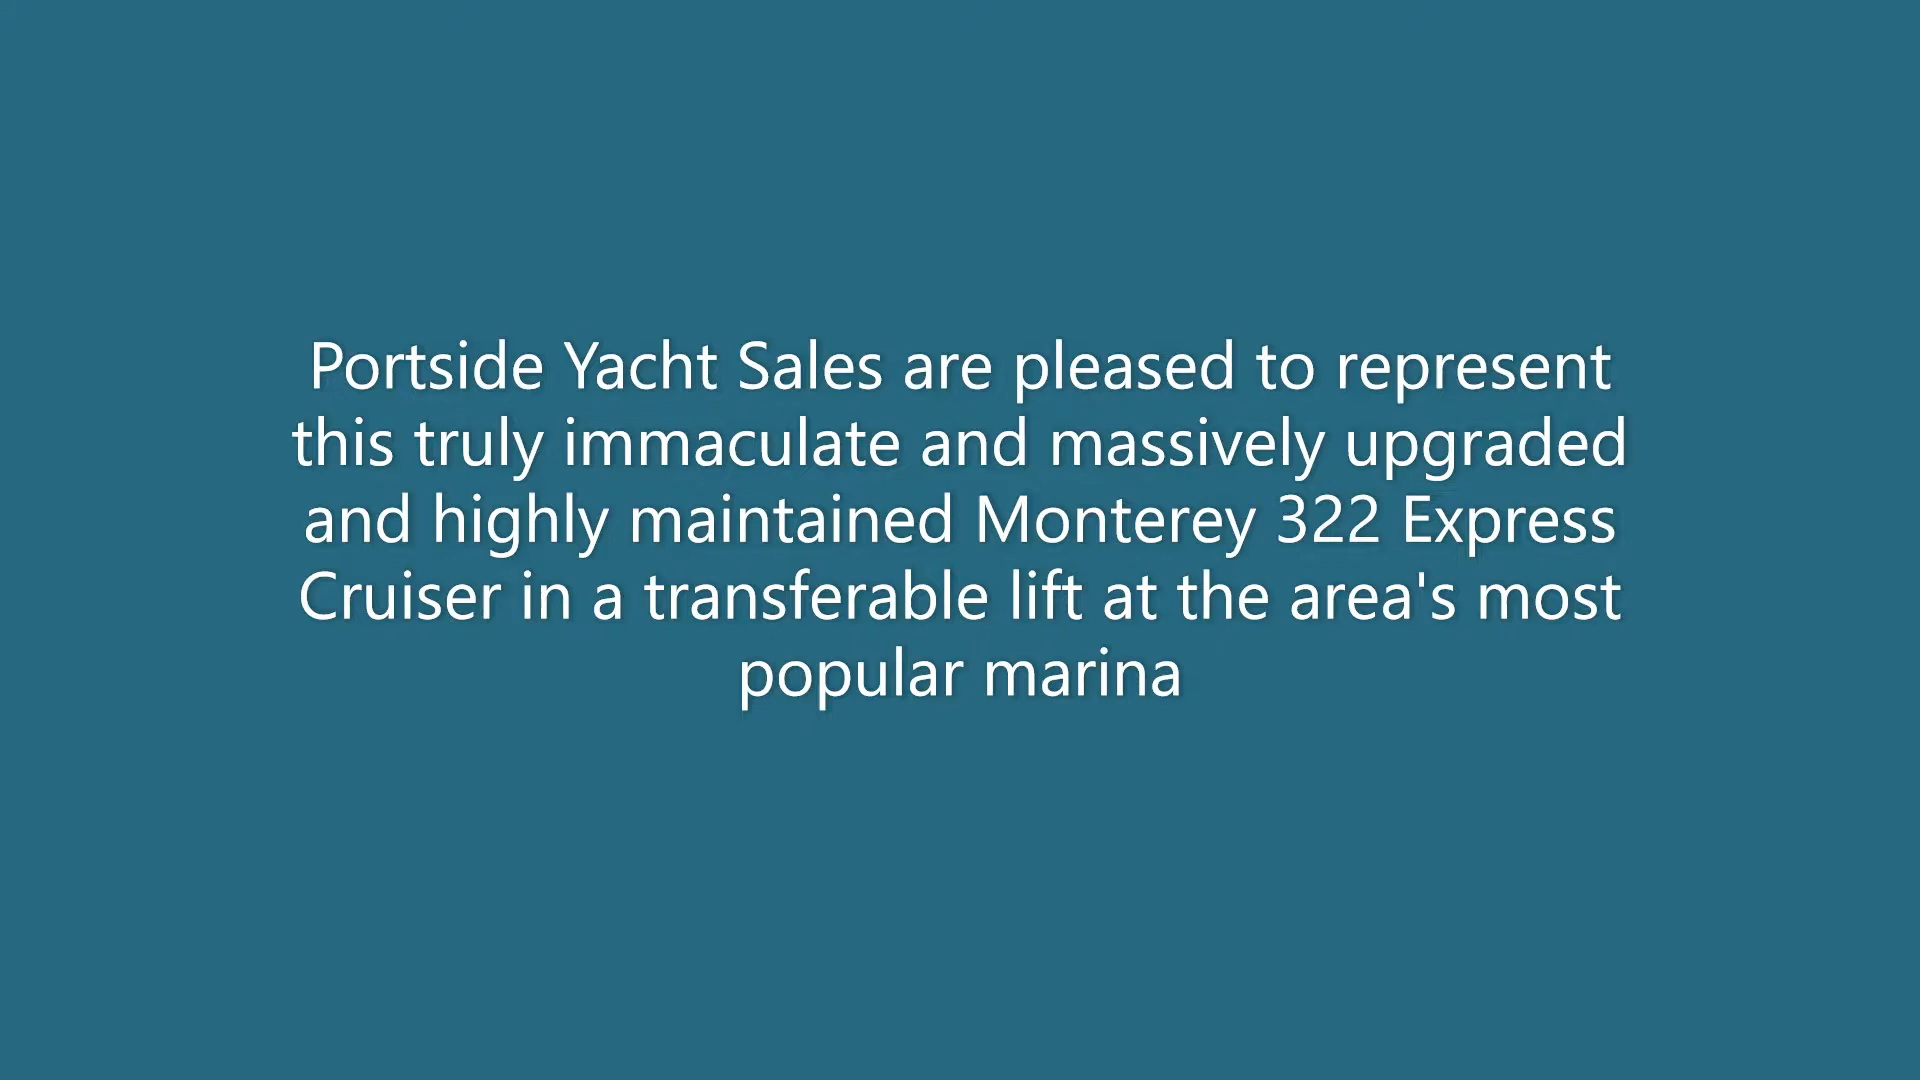 Portside Yacht Sales are pleased to represent
this truly immaculate and massively upgraded
and highly maintained Monterey 322 Express
Cruiser in a transferable lift at the area's most
popular marina